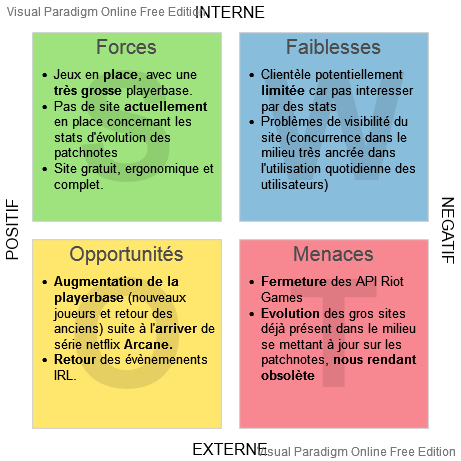 Visual Paradigm Online Free Edition
INTERNE
Forces
• Jeux en place, avec une
très grosse playerbase.
• Pas de site actuellement
en place concernant les
stats d'évolution des
patchnotes
• Site gratuit, ergonomique et
complet.
Faiblesses
• Clientèle potentiellement
limitée car pas interesser
par des stats
• Problèmes de visibilité du
site (concurrence dans le
milieu très ancrée dans
l'utilisation quotidienne des
utilisateurs)
POSITIF
NEGATIF
Opportunités
• Augmentation de la
playerbase (nouveaux
joueurs et retour des
anciens) suite à l'arriver de
série netflix Arcane.
• Retour des évènemenents
IRL.
Menaces
• Fermeture des API Riot
Games
• Evolution des gros sites
déjà présent dans le milieu
se mettant à jour sur les
patchnotes, nous rendant
obsolète
EXTERNE
Visual Paradigm Online Free Edition
S
W
O
T